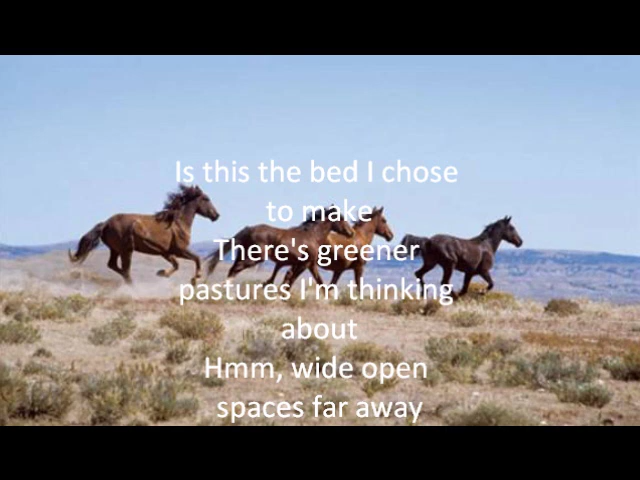 Is this the bed I chose
to make
There's greener
pastures I'm thinking
about
Hmm, wide open
spaces far away